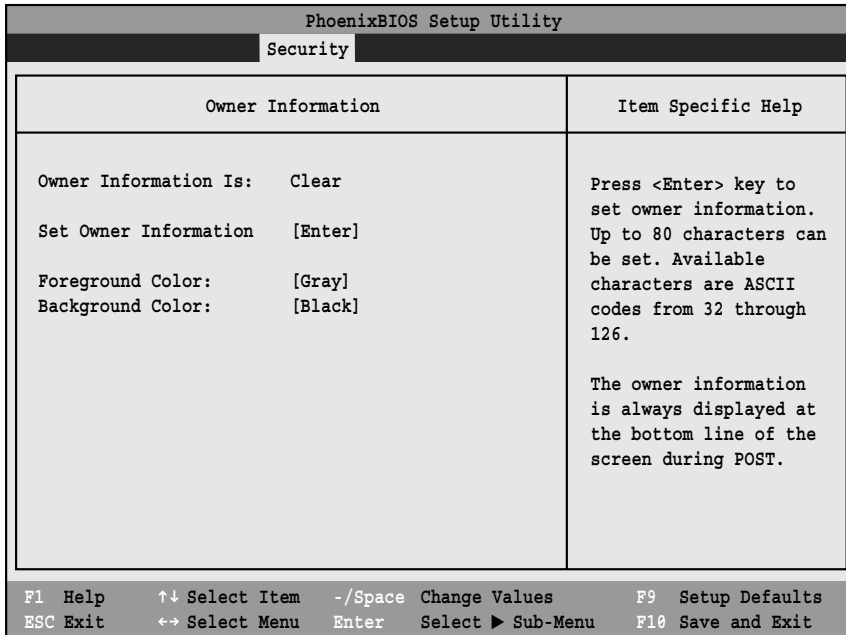 PhoenixBIOS Setup Utility
Security
Owner Information
Item Specific Help
Owner Information Is: Clear
Set Owner Information [Enter]
Foreground Color: [Gray]
Background Color: [Black]
Press <Enter> key to
set owner information.
Up to 80 characters can
be set. Available
characters are ASCII
codes from 32 through
126.
The owner information
is always displayed at
the bottom line of the
screen during POST.
F1 Help ↑↓ Select Item -/Space Change Values F9 Setup Defaults
ESC Exit ←→ Select Menu Enter Select ▶ Sub-Menu F10 Save and Exit